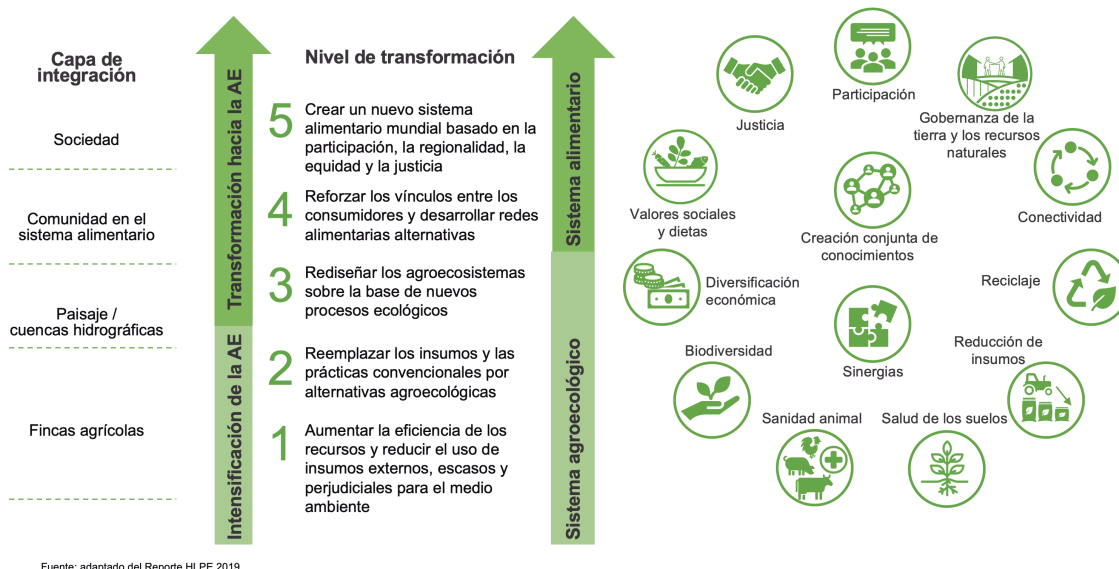 Capa de
integración
Sociedad
Comunidad en el
sistema alimentario
Paisaje /
cuencas hidrográficas
Fincas agrícolas
Transformación hacia la AE
Intensificación de la AE
Nivel de transformación
5
Crear un nuevo sistema
alimentario mundial basado en la
participación, la regionalidad, la
equidad y la justicia
4
Reforzar los vínculos entre los
consumidores y desarrollar redes
alimentarias alternativas
3
Rediseñar los agroecosistemas
sobre la base de nuevos
procesos ecológicos
2
Reemplazar los insumos y las
prácticas convencionales por
alternativas agroecológicas
1
Aumentar la eficiencia de los
recursos y reducir el uso de
insumos externos, escasos y
perjudiciales para el medio
ambiente
Sistema alimentario
Sistema agroecológico
Participación
Justicia
Gobernanza de la
tierra y los recursos
naturales
Valores sociales
y dietas
Creación conjunta de
conocimientos
Conectividad
Diversificación
económica
Reciclaje
Biodiversidad
Sinergias
Reducción de
insumos
Sanidad animal
Salud de los suelos
Fuente: adaptado del Reporte HLPE 2019